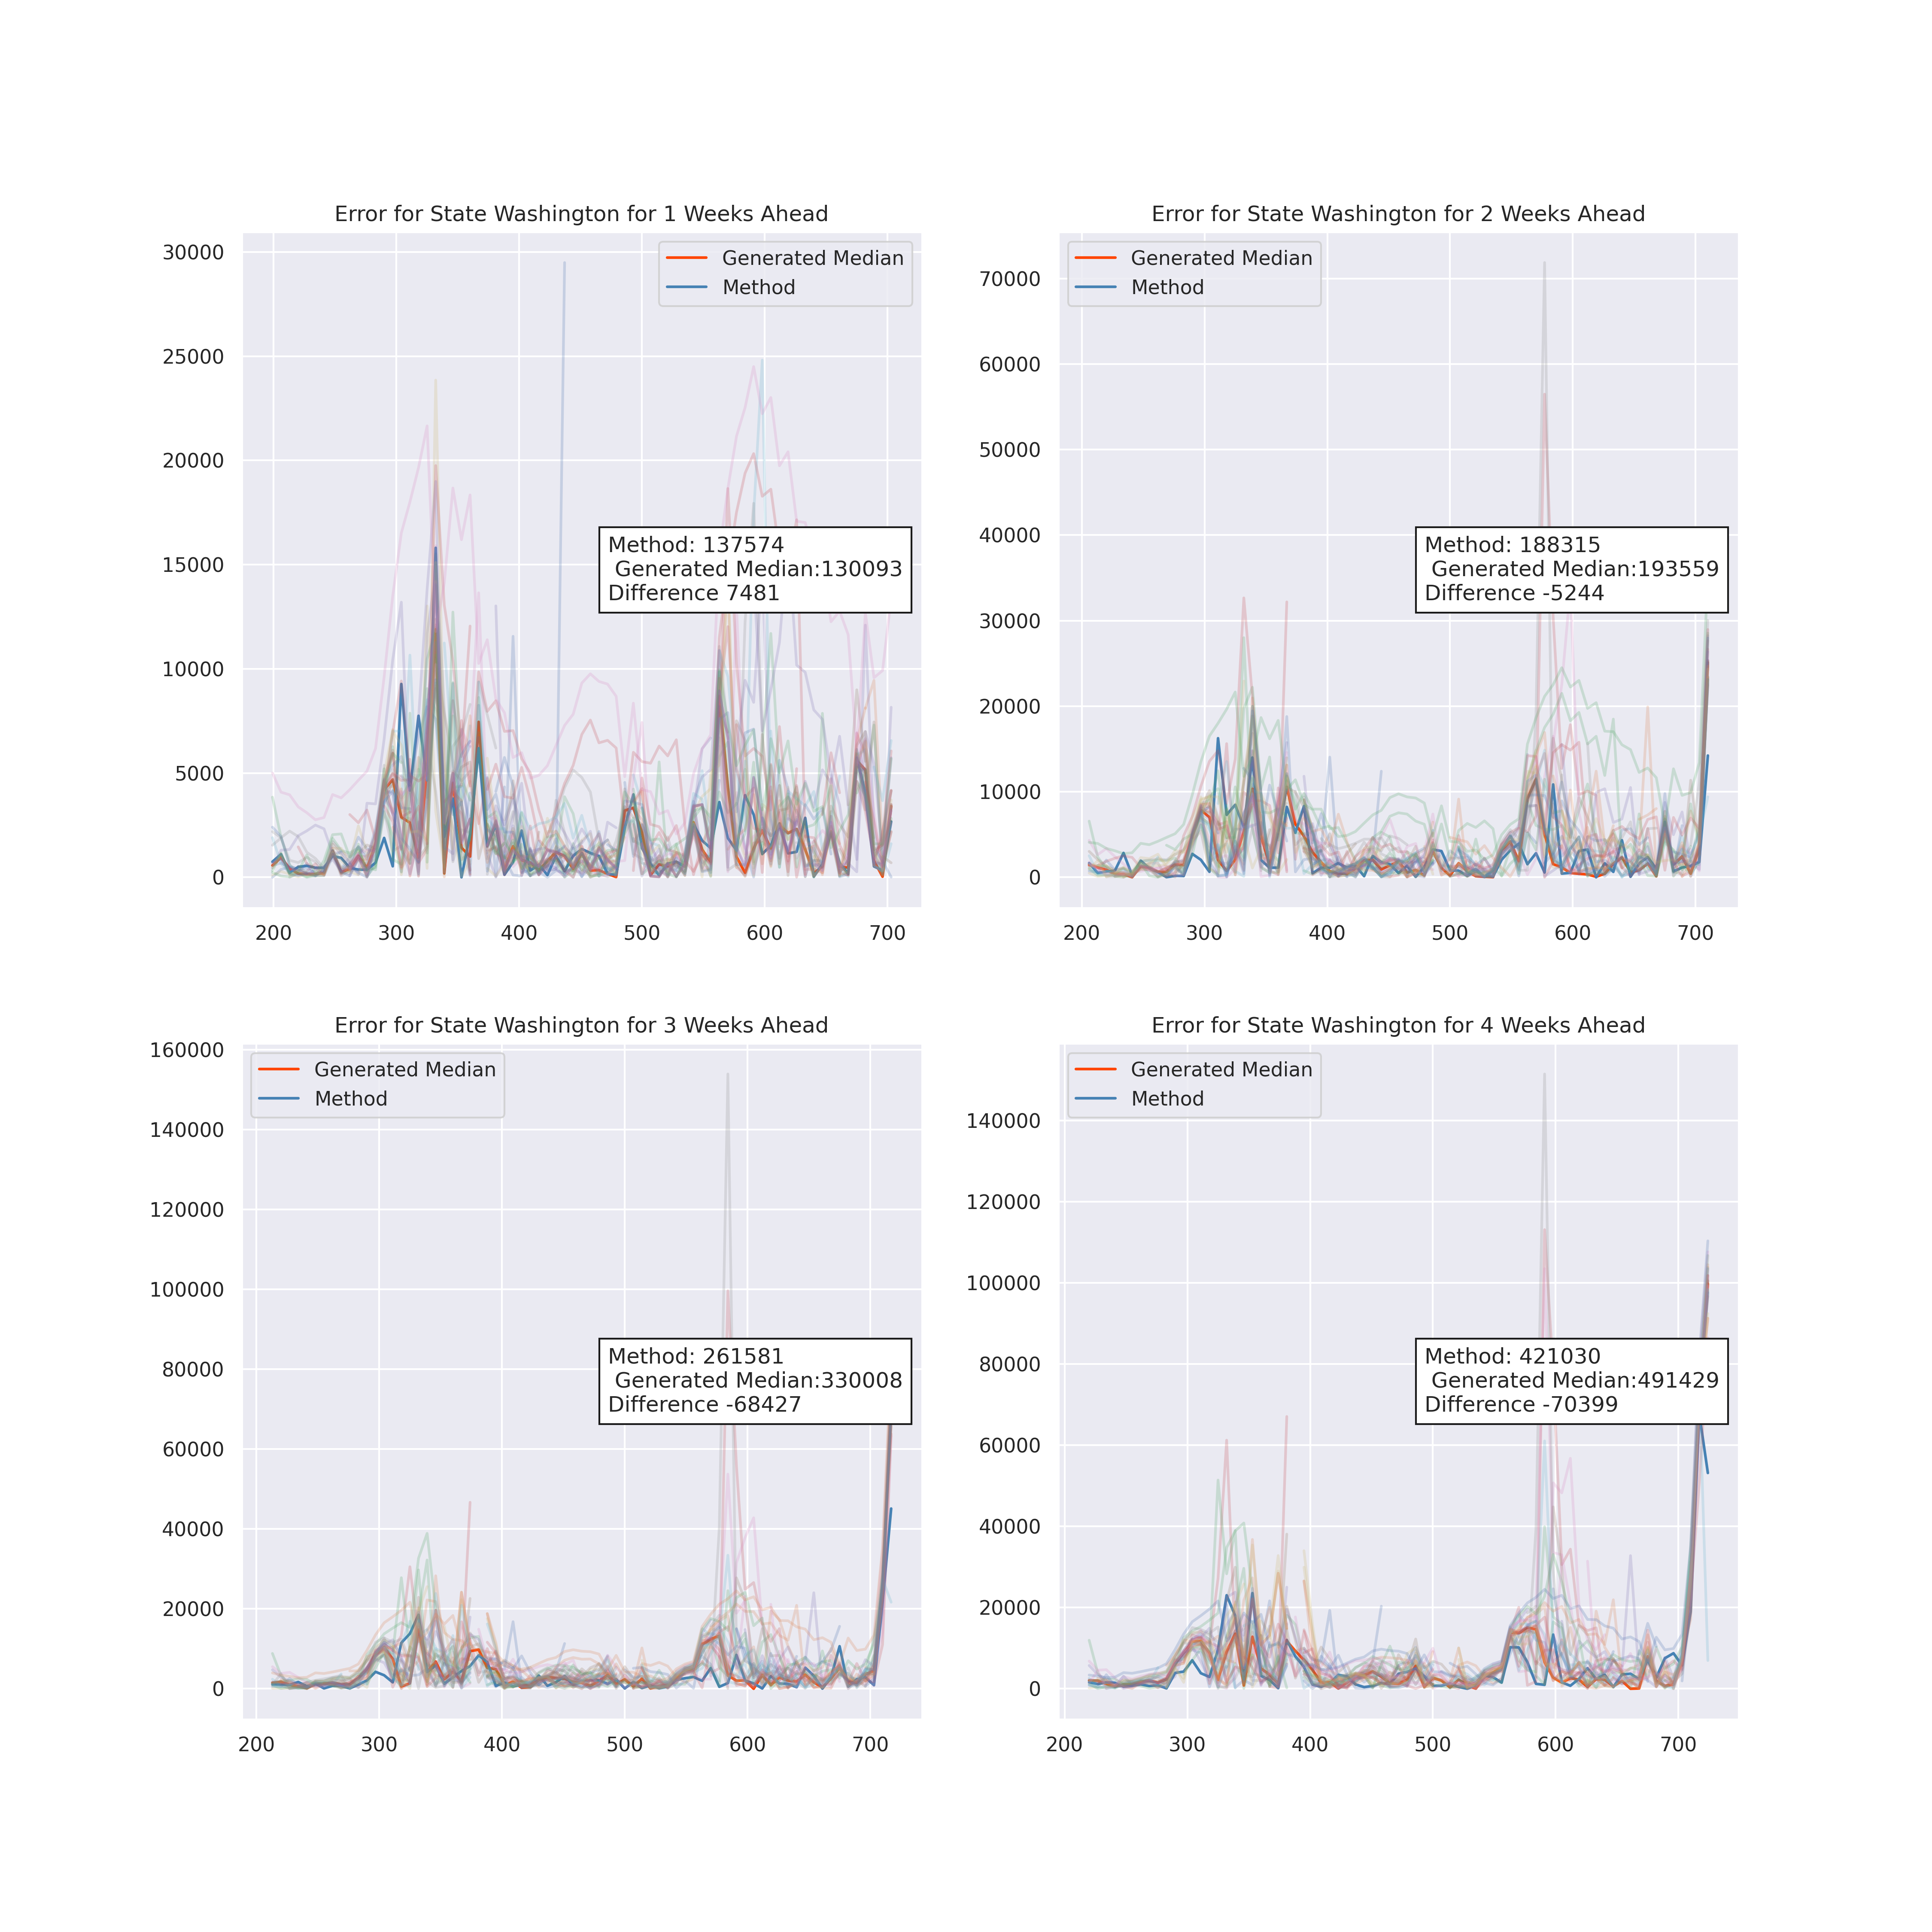 Error for State Washington for 1 Weeks Ahead
30000
25000
20000
15000
10000
5000
0
200 300 400 500 600 700
Generated Median
Method
Method: 137574
Generated Median:130093
Difference 7481
Error for State Washington for 2 Weeks Ahead
70000
60000
50000
40000
30000
20000
10000
0
200 300 400 500 600 700
Generated Median
Method
Method: 188315
Generated Median:193559
Difference -5244
Error for State Washington for 3 Weeks Ahead
160000
140000
120000
100000
80000
60000
40000
20000
0
200 300 400 500 600 700
Generated Median
Method
Method: 261581
Generated Median:330008
Difference -68427
Error for State Washington for 4 Weeks Ahead
140000
120000
100000
80000
60000
40000
20000
0
200 300 400 500 600 700
Generated Median
Method
Method: 421030
Generated Median:491429
Difference -70399